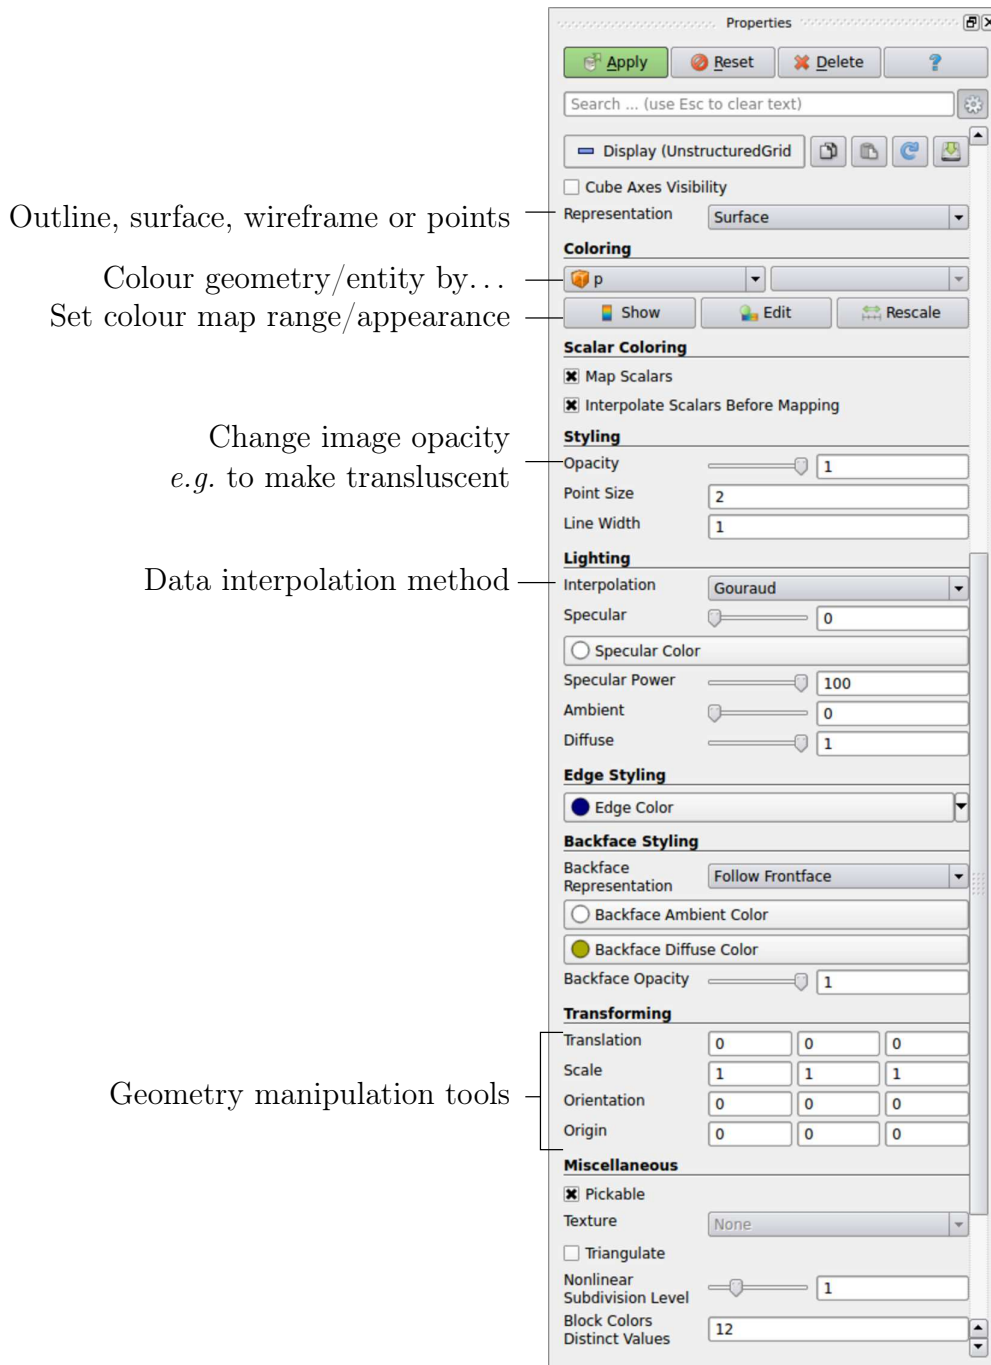 Properties
Apply Reset Delete ?
Search ... (use Esc to clear text)
Display (UnstructuredGrid
Cube Axes Visibility
Outline, surface, wireframe or points
Representation Surface
Coloring
Colour geometry/entity by...
p
Set colour map range/appearance
Show Edit Rescale
Scalar Coloring
Map Scalars
Interpolate Scalars Before Mapping
Styling
Change image opacity
e.g. to make transluscent
Opacity 1
Point Size 2
Line Width 1
Lighting
Data interpolation method
Interpolation Gouraud
Specular 0
Specular Color
Specular Power 100
Ambient 0
Diffuse 1
Edge Styling
Edge Color
Backface Styling
Backface
Representation Follow Frontface
Backface Ambient Color
Backface Diffuse Color
Backface Opacity 1
Transforming
Geometry manipulation tools
Translation 0 0 0
Scale 1 1 1
Orientation 0 0 0
Origin 0 0 0
Miscellaneous
Pickable
Texture None
Triangulate
Nonlinear
Subdivision Level 1
Block Colors
Distinct Values 12